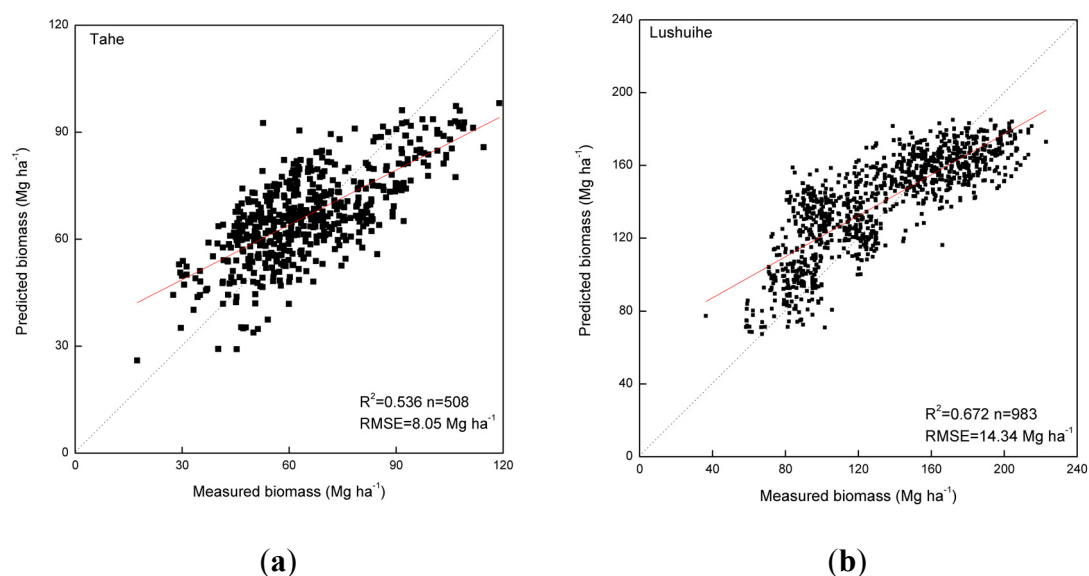 Tahe
120
90
60
30
0
Predicted biomass (Mg ha⁻¹)
R²=0.536 n=508
RMSE=8.05 Mg ha⁻¹
0 30 60 90 120
Measured biomass (Mg ha⁻¹)
(a)
Lushuihe
240
200
160
120
80
40
0
Predicted biomass (Mg ha⁻¹)
R²=0.672 n=983
RMSE=14.34 Mg ha⁻¹
0 40 80 120 160 200 240
Measured biomass (Mg ha⁻¹)
(b)